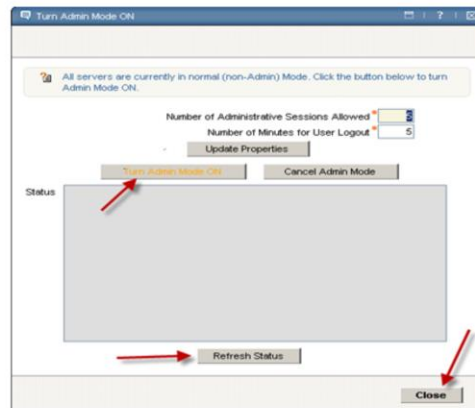 Turn Admin Mode ON
All servers are currently in normal (non-Admin) Mode. Click the button below to turn
Admin Mode ON.
Number of Administrative Sessions Allowed *
Number of Minutes for User Logout * 5
Update Properties
Turn Admin Mode ON Cancel Admin Mode
Status
Refresh Status
Close